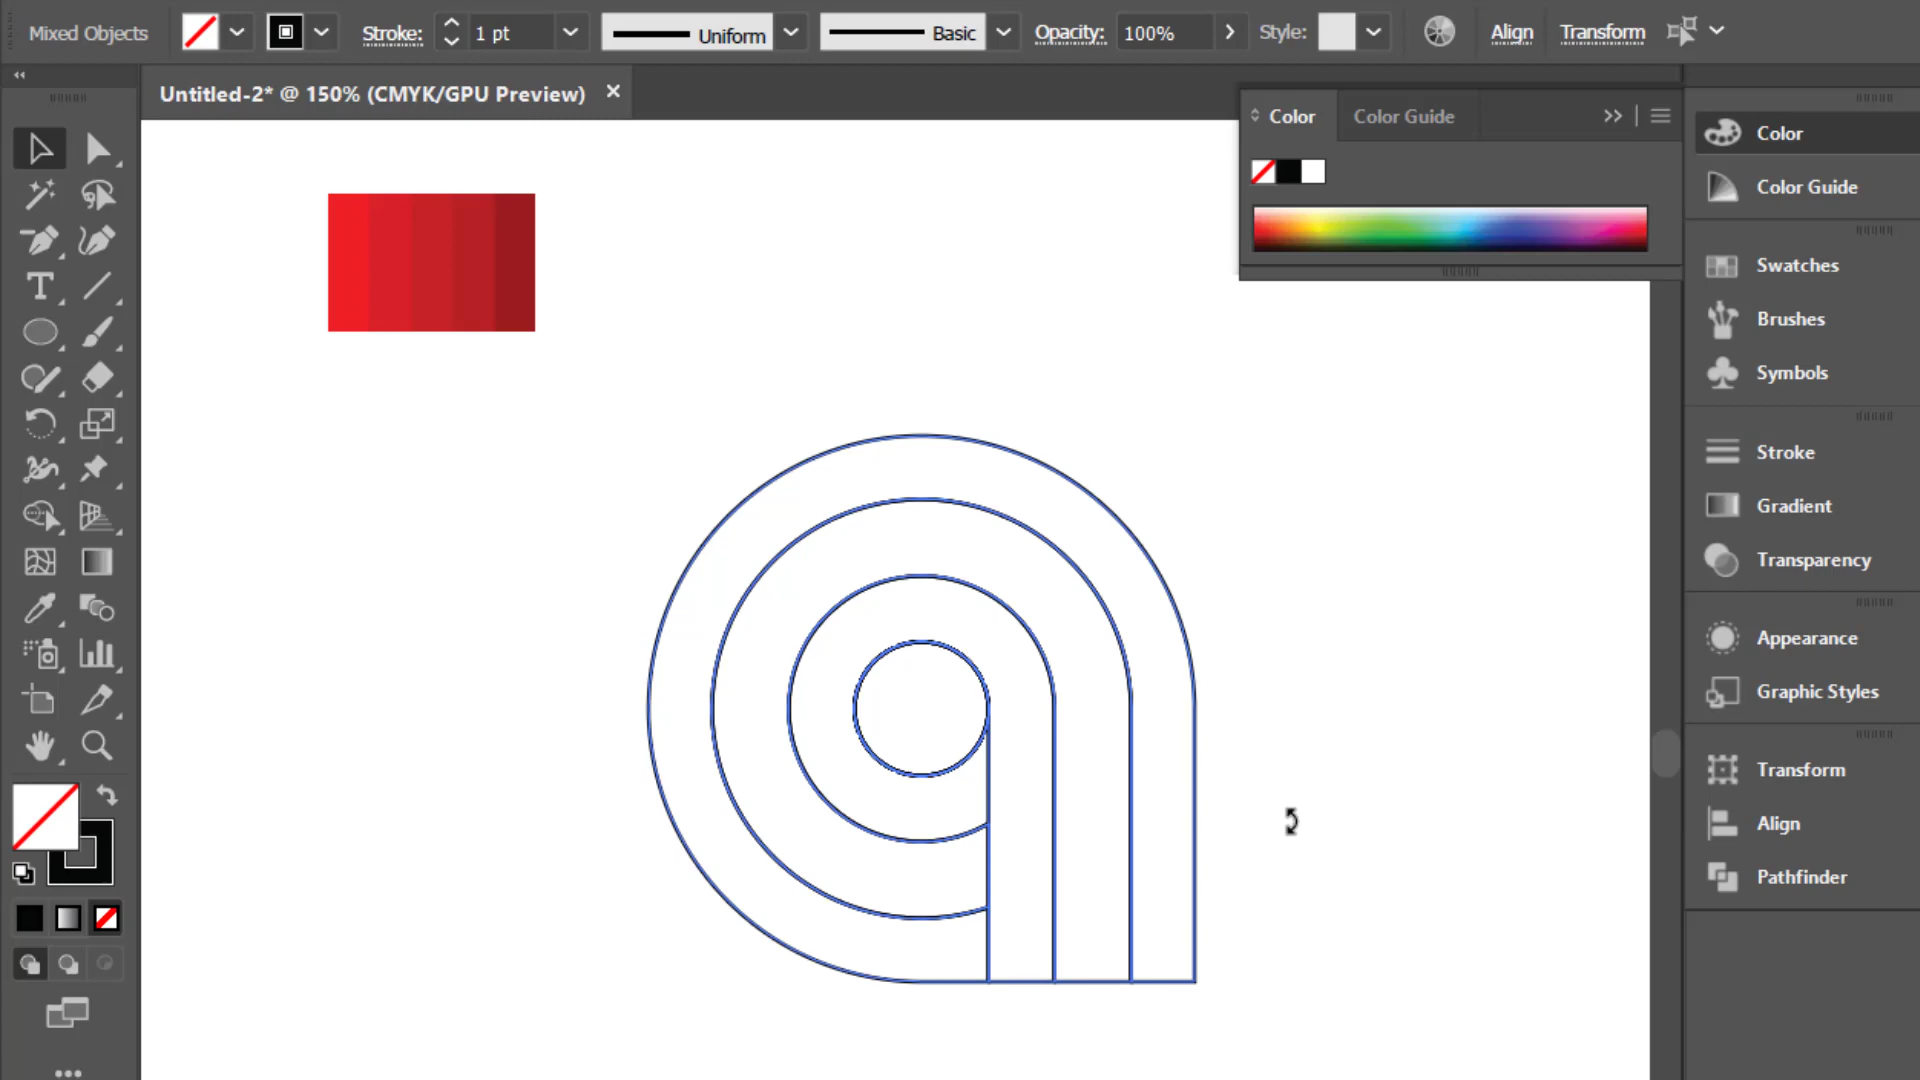 Mixed Objects
Stroke: 1 pt Uniform Basic Opacity: 100% Style: Align Transform
Untitled-2* @ 150% (CMYK/GPU Preview)
Color Color Guide
Color
Color Guide
Swatches
Brushes
Symbols
Stroke
Gradient
Transparency
Appearance
Graphic Styles
Transform
Align
Pathfinder